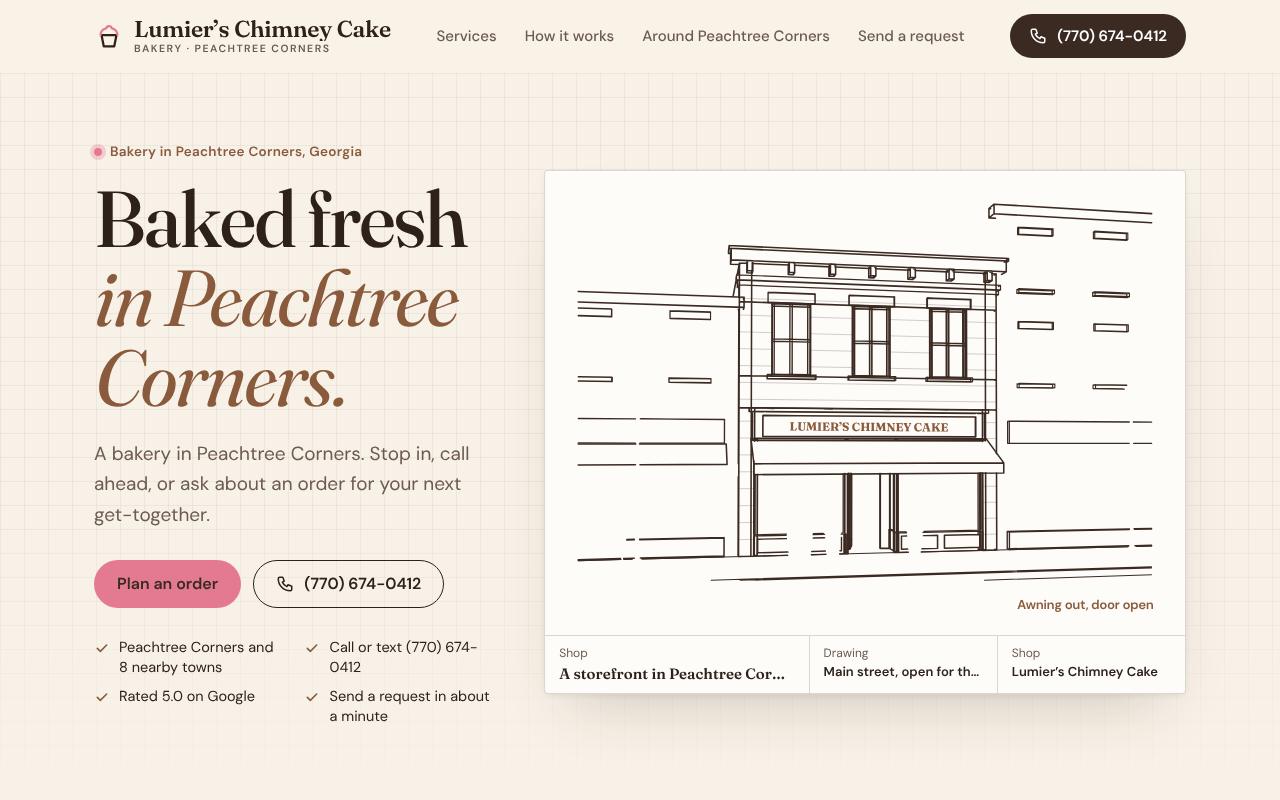 Lumier’s Chimney Cake
BAKERY · PEACHTREE CORNERS
Services
How it works
Around Peachtree Corners
Send a request
(770) 674-0412
Bakery in Peachtree Corners, Georgia
Baked fresh
in Peachtree
Corners.
A bakery in Peachtree Corners. Stop in, call
ahead, or ask about an order for your next
get-together.
Plan an order
(770) 674-0412
Peachtree Corners and
8 nearby towns
Call or text (770) 674-
0412
Rated 5.0 on Google
Send a request in about
a minute
LUMIER’S CHIMNEY CAKE
Awning out, door open
Shop
A storefront in Peachtree Cor…
Drawing
Main street, open for th…
Shop
Lumier’s Chimney Cake